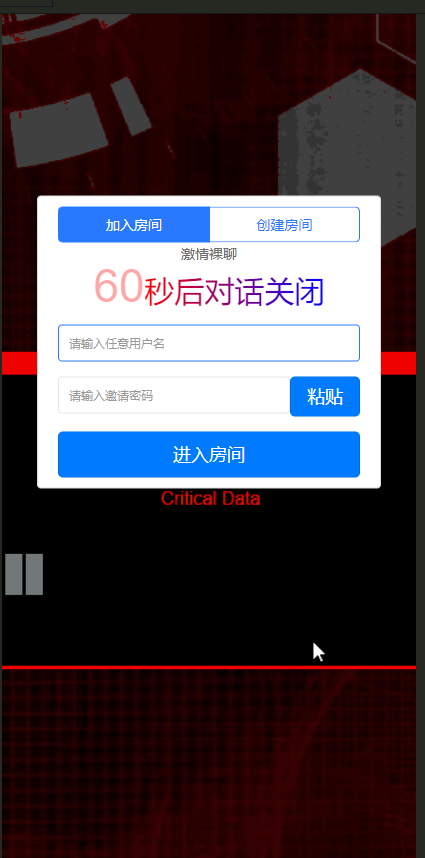 加入房间 创建房间
激情裸聊
60秒后对话关闭
请输入任意用户名
请输入邀请密码 粘贴
进入房间
Critical Data